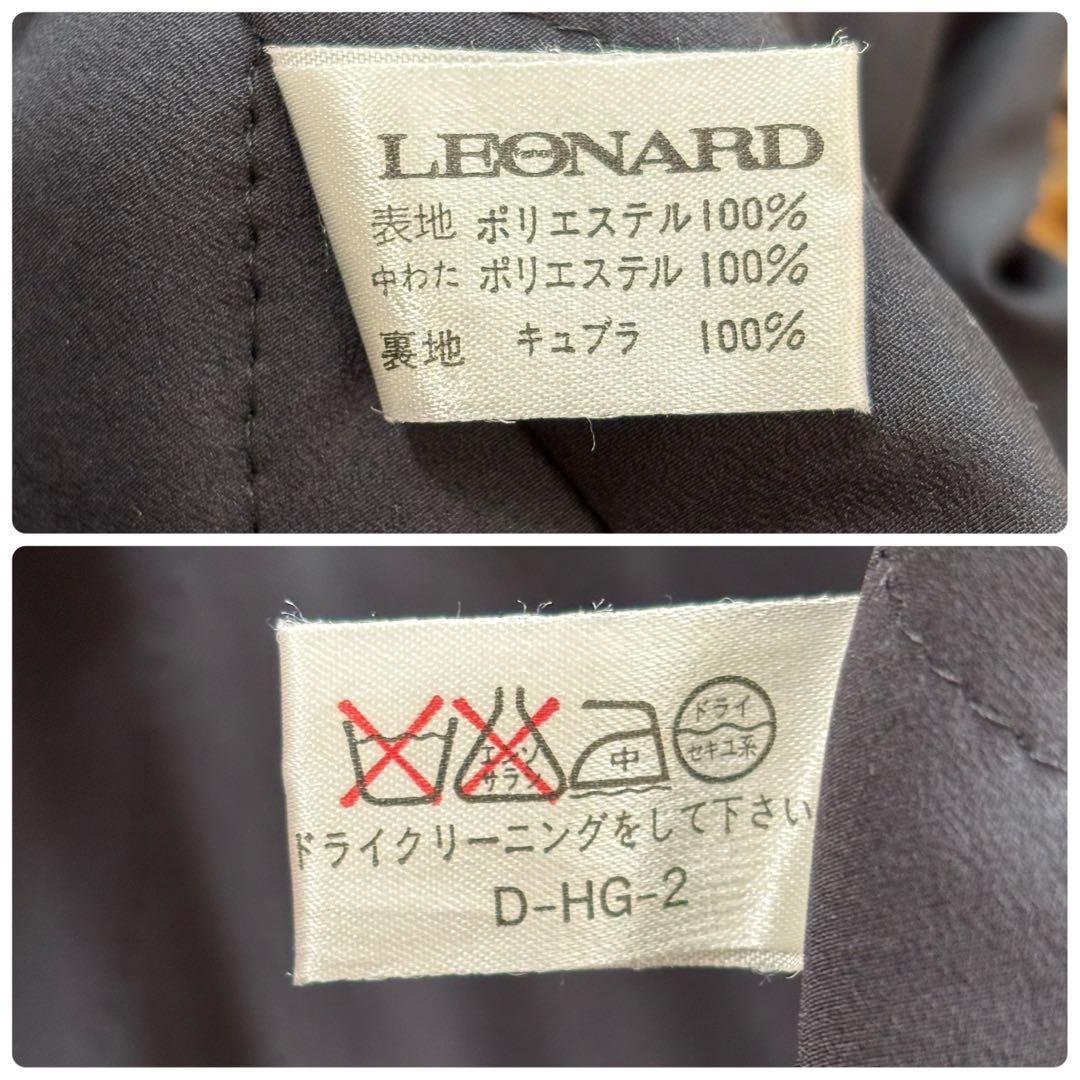 LEONARD
表地 ポリエステル 100%
中わた ポリエステル 100%
裏地 キュプラ 100%
エンソ
サラシ
中
ドライ
セキユ系
ドライクリーニングをして下さい
D-HG-2